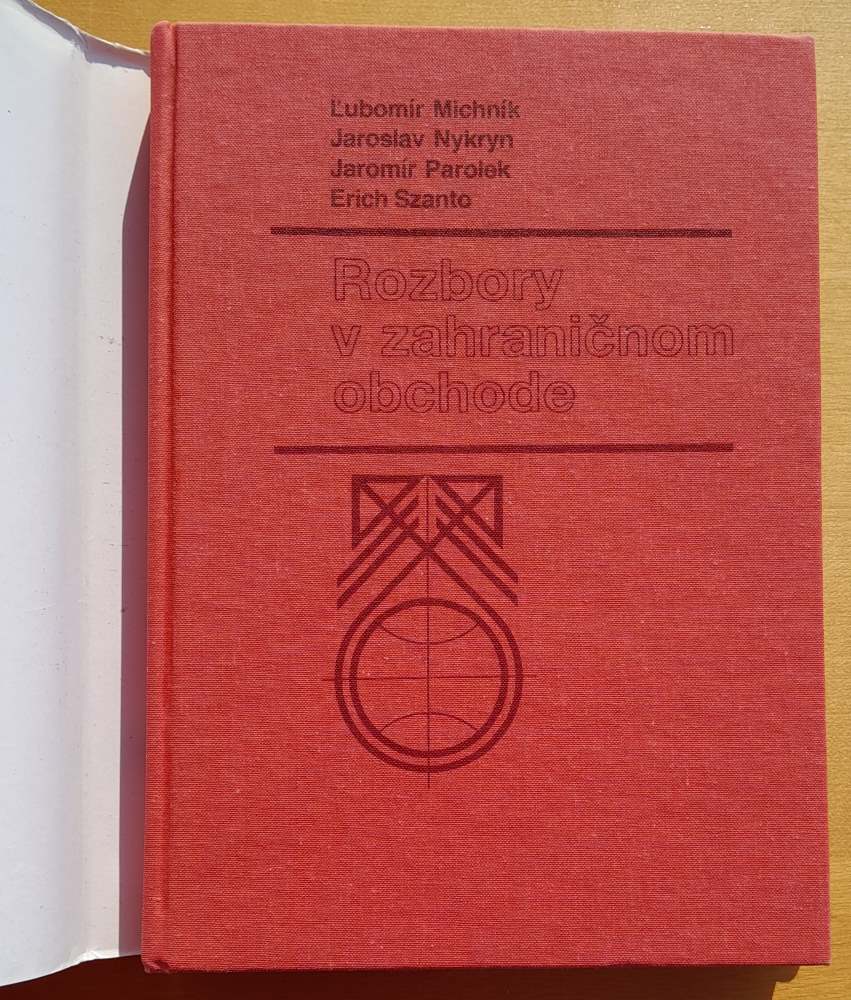 Ľubomír Michník
Jaroslav Nykryn
Jaromír Parolek
Erich Szanto
Rozbory
v zahraničnom
obchode